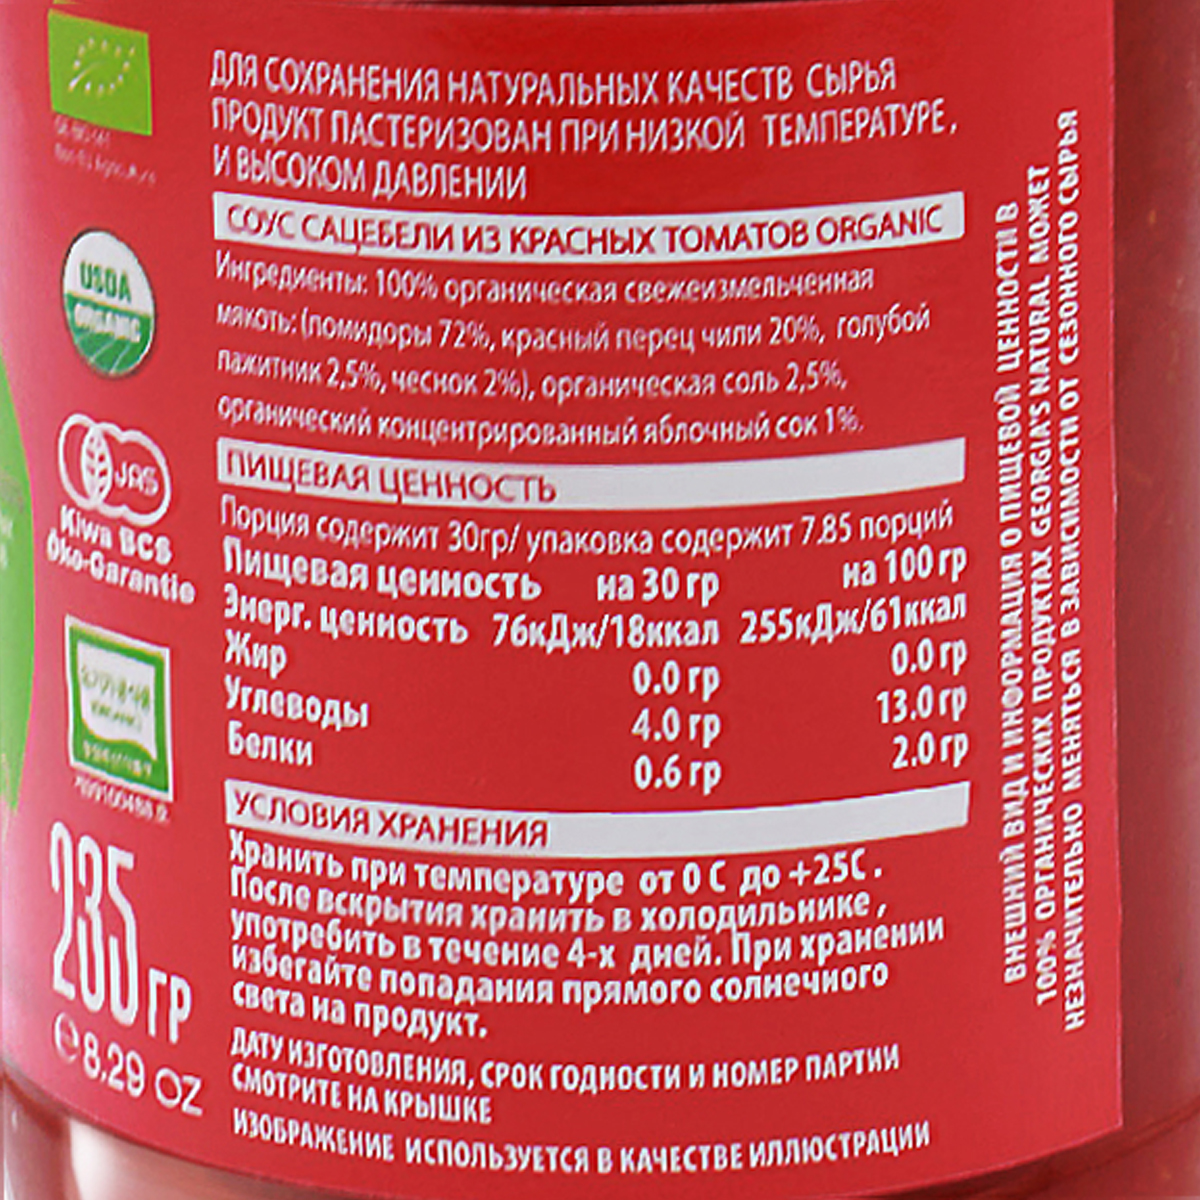 ДЛЯ СОХРАНЕНИЯ НАТУРАЛЬНЫХ КАЧЕСТВ СЫРЬЯ
ПРОДУКТ ПАСТЕРИЗОВАН ПРИ НИЗКОЙ ТЕМПЕРАТУРЕ,
И ВЫСОКОМ ДАВЛЕНИИ
СОУС САЦЕБЕЛИ ИЗ КРАСНЫХ ТОМАТОВ ORGANIC
Ингредиенты: 100% органическая свежеизмельченная
мякоть: (помидоры 72%, красный перец чили 20%, голубой
пажитник 2,5%, чеснок 2%), органическая соль 2,5%,
органический концентрированный яблочный сок 1%.
ПИЩЕВАЯ ЦЕННОСТЬ
Порция содержит 30гр/ упаковка содержит 7.85 порций
Пищевая ценность на 30 гр на 100 гр
Энерг. ценность 76кДж/18ккал 255кДж/61ккал
Жир 0.0 гр 0.0 гр
Углеводы 4.0 гр 13.0 гр
Белки 0.6 гр 2.0 гр
УСЛОВИЯ ХРАНЕНИЯ
Хранить при температуре от 0 С до +25С.
После вскрытия хранить в холодильнике,
употребить в течение 4-х дней. При хранении
избегайте попадания прямого солнечного
света на продукт.
ДАТУ ИЗГОТОВЛЕНИЯ, СРОК ГОДНОСТИ И НОМЕР ПАРТИИ
СМОТРИТЕ НА КРЫШКЕ
ИЗОБРАЖЕНИЕ ИСПОЛЬЗУЕТСЯ В КАЧЕСТВЕ ИЛЛЮСТРАЦИИ
ВНЕШНИЙ ВИД И ИНФОРМАЦИЯ О ПИЩЕВОЙ ЦЕННОСТИ В
100% ОРГАНИЧЕСКИХ ПРОДУКТАХ GEORGIA'S NATURAL МОЖЕТ
НЕЗНАЧИТЕЛЬНО МЕНЯТЬСЯ В ЗАВИСИМОСТИ ОТ СЕЗОННОГО СЫРЬЯ
USDA
ORGANIC
JAS
Kiwa BCS
Öko-Garantie
235 ГР
℮ 8.29 OZ